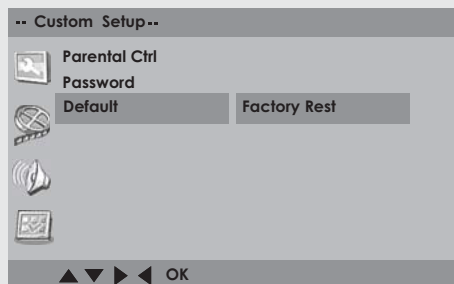 -- Custom Setup--
Parental Ctrl
Password
Default Factory Rest
OK